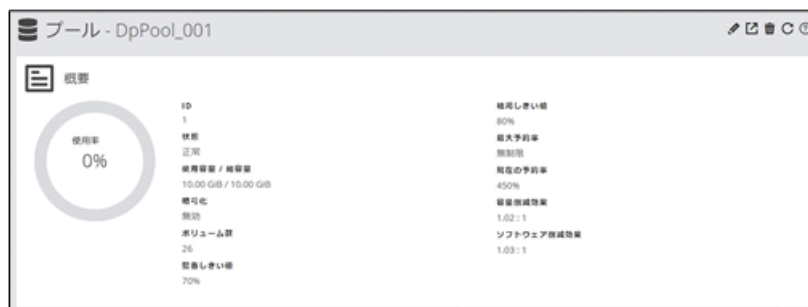 プール - DpPool_001
概要
使用率
0%
ID
1
状態
正常
使用容量 / 総容量
10.00 GiB / 10.00 GiB
暗号化
無効
ボリューム数
26
警告しきい値
70%
枯渇しきい値
80%
最大予約率
無制限
現在の予約率
450%
容量削減効果
1.02 : 1
ソフトウェア削減効果
1.03 : 1